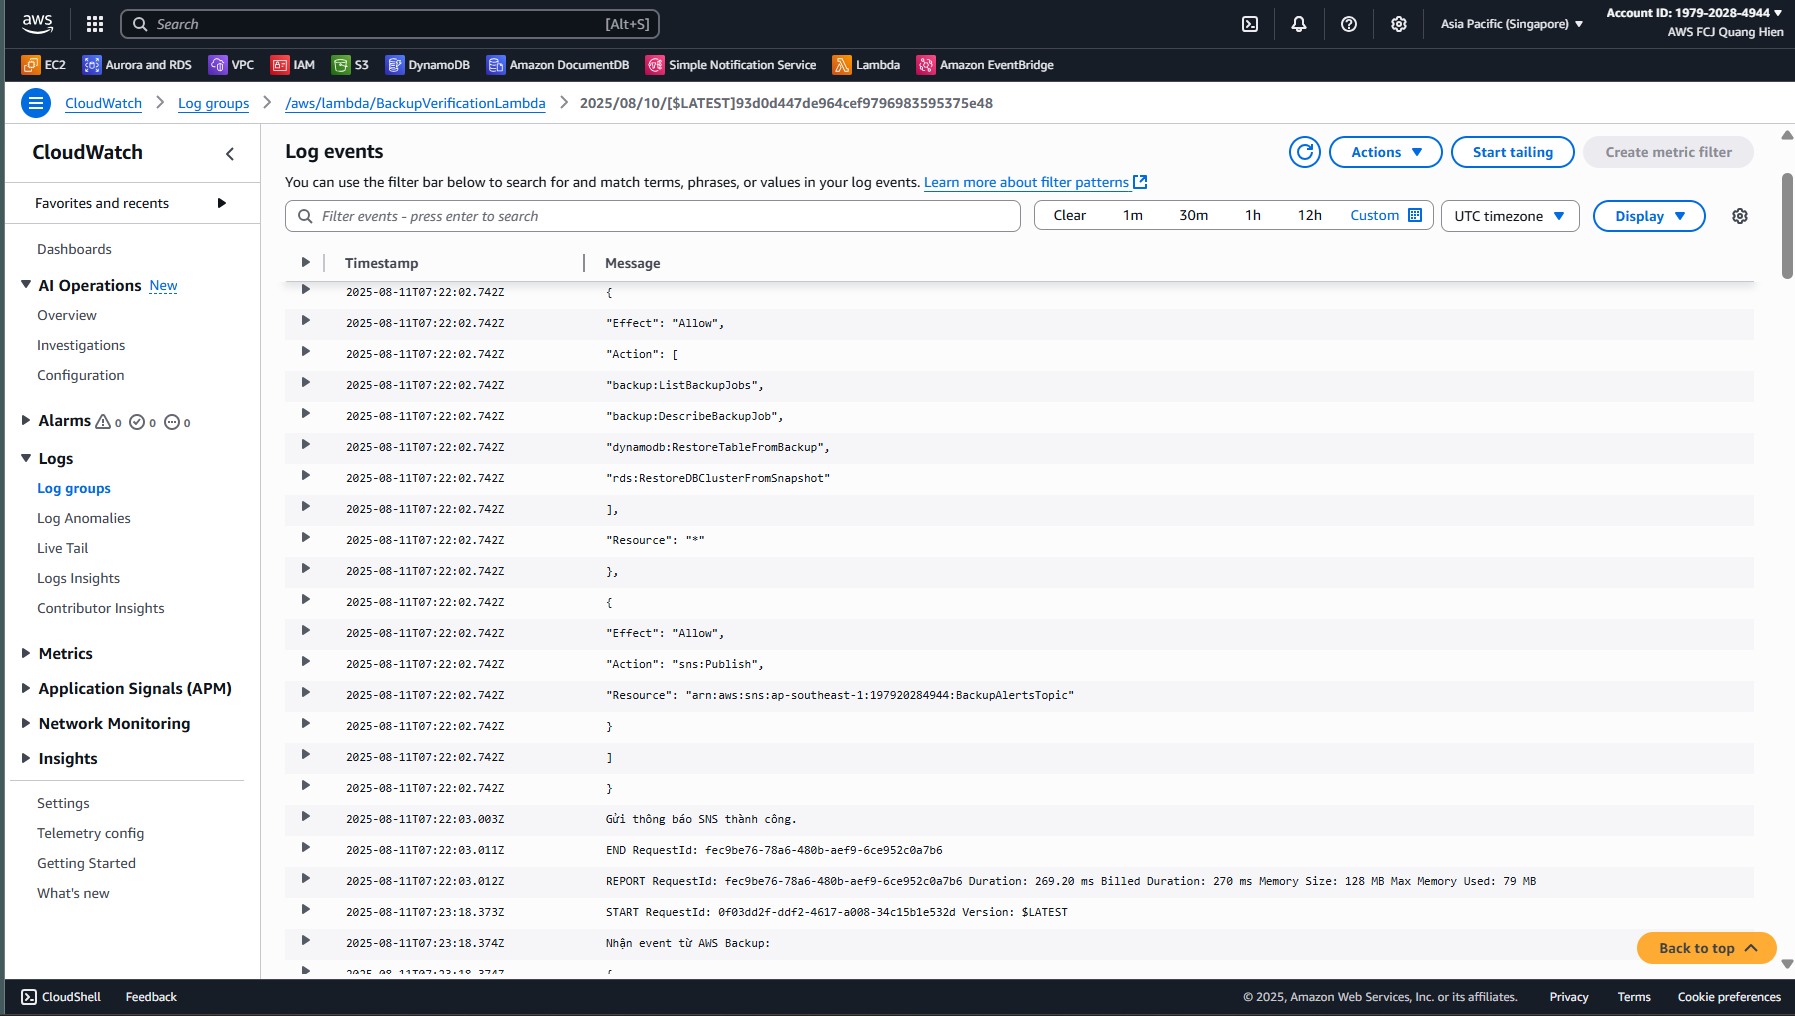 aws
Search [Alt+S]
Asia Pacific (Singapore)
Account ID: 1979-2028-4944
AWS FCJ Quang Hien
EC2 Aurora and RDS VPC IAM S3 DynamoDB Amazon DocumentDB Simple Notification Service Lambda Amazon EventBridge
CloudWatch Log groups /aws/lambda/BackupVerificationLambda 2025/08/10/[$LATEST]93d0d447de964cef9796983595375e48
CloudWatch
Favorites and recents
Dashboards
AI Operations New
Overview
Investigations
Configuration
Alarms 0 0 0
Logs
Log groups
Log Anomalies
Live Tail
Logs Insights
Contributor Insights
Metrics
Application Signals (APM)
Network Monitoring
Insights
Settings
Telemetry config
Getting Started
What's new
Log events
Actions Start tailing Create metric filter
You can use the filter bar below to search for and match terms, phrases, or values in your log events. Learn more about filter patterns
Filter events - press enter to search
Clear 1m 30m 1h 12h Custom UTC timezone Display
Timestamp Message
2025-08-11T07:22:02.742Z {
2025-08-11T07:22:02.742Z "Effect": "Allow",
2025-08-11T07:22:02.742Z "Action": [
2025-08-11T07:22:02.742Z "backup:ListBackupJobs",
2025-08-11T07:22:02.742Z "backup:DescribeBackupJob",
2025-08-11T07:22:02.742Z "dynamodb:RestoreTableFromBackup",
2025-08-11T07:22:02.742Z "rds:RestoreDBClusterFromSnapshot"
2025-08-11T07:22:02.742Z ],
2025-08-11T07:22:02.742Z "Resource": "*"
2025-08-11T07:22:02.742Z },
2025-08-11T07:22:02.742Z {
2025-08-11T07:22:02.742Z "Effect": "Allow",
2025-08-11T07:22:02.742Z "Action": "sns:Publish",
2025-08-11T07:22:02.742Z "Resource": "arn:aws:sns:ap-southeast-1:197920284944:BackupAlertsTopic"
2025-08-11T07:22:02.742Z }
2025-08-11T07:22:02.742Z ]
2025-08-11T07:22:02.742Z }
2025-08-11T07:22:03.003Z Gửi thông báo SNS thành công.
2025-08-11T07:22:03.011Z END RequestId: fec9be76-78a6-480b-aef9-6ce952c0a7b6
2025-08-11T07:22:03.012Z REPORT RequestId: fec9be76-78a6-480b-aef9-6ce952c0a7b6 Duration: 269.20 ms Billed Duration: 270 ms Memory Size: 128 MB Max Memory Used: 79 MB
2025-08-11T07:23:18.373Z START RequestId: 0f03dd2f-ddf2-4617-a008-34c15b1e532d Version: $LATEST
2025-08-11T07:23:18.374Z Nhận event từ AWS Backup:
2025-08-11T07:23:18.374Z {
Back to top
CloudShell Feedback
© 2025, Amazon Web Services, Inc. or its affiliates. Privacy Terms Cookie preferences